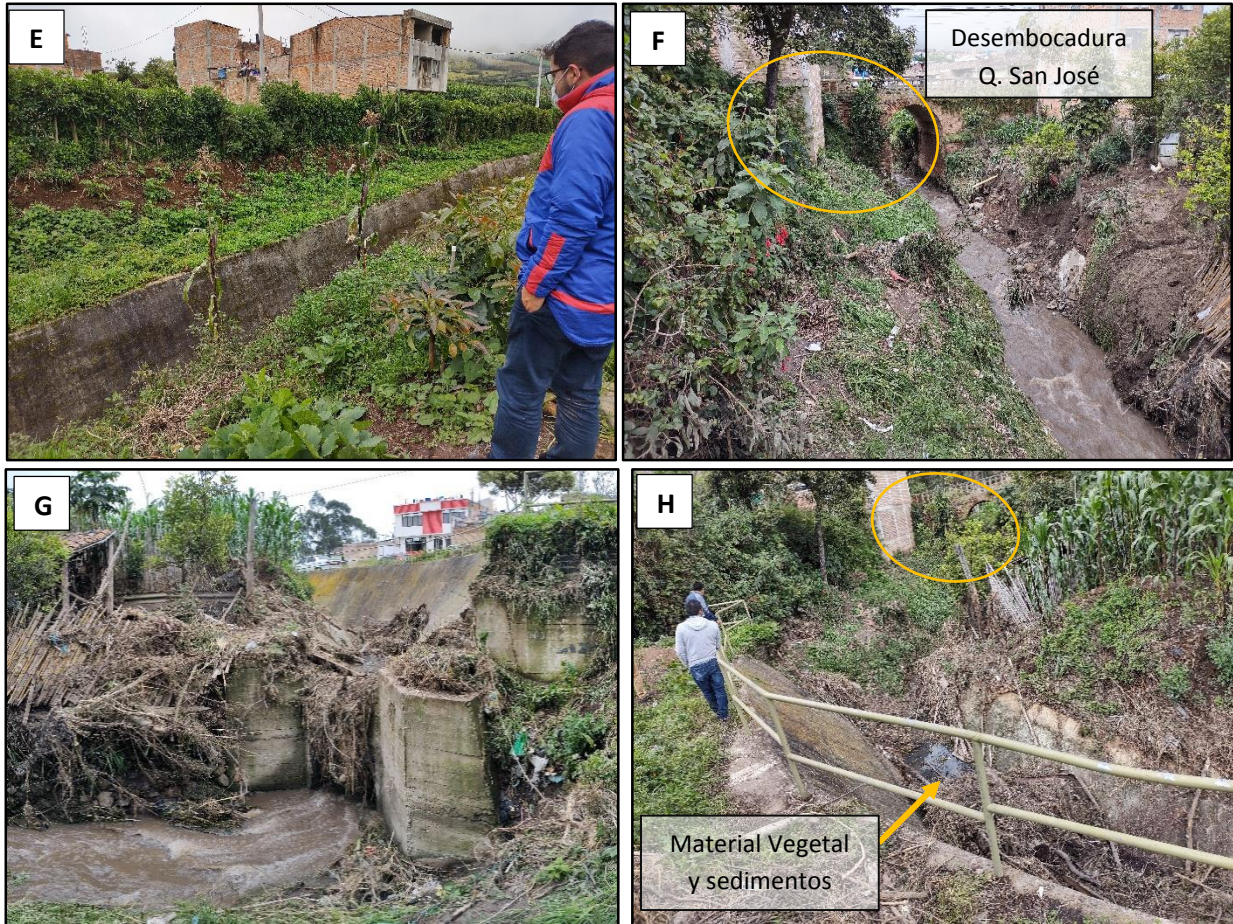 E
F
Desembocadura
Q. San José
G
H
Material Vegetal
y sedimentos